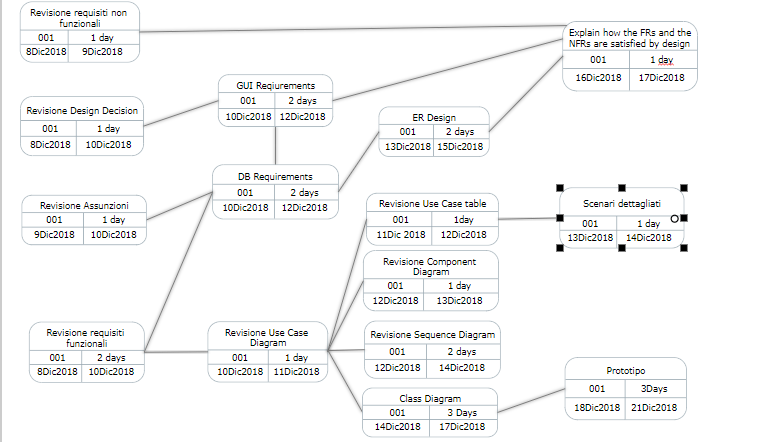 Revisione requisiti non
funzionali
001 1 day
8Dic2018 9Dic2018
Explain how the FRs and the
NFRs are satisfied by design
001 1 day
16Dic2018 17Dic2018
GUI Reqiurements
001 2 days
10Dic2018 12Dic2018
Revisione Design Decision
001 1 day
8Dic2018 10Dic2018
ER Design
001 2 days
13Dic2018 15Dic2018
DB Requirements
001 2 days
10Dic2018 12Dic2018
Revisione Assunzioni
001 1 day
9Dic2018 10Dic2018
Revisione Use Case table
001 1day
11Dic 2018 12Dic2018
Scenari dettagliati
001 1 day
13Dic2018 14Dic2018
Revisione Component
Diagram
001 1 day
12Dic2018 13Dic2018
Revisione requisiti
funzionali
001 2 days
8Dic2018 10Dic2018
Revisione Use Case
Diagram
001 1 day
10Dic2018 11Dic2018
Revisione Sequence Diagram
001 2 days
12Dic2018 14Dic2018
Class Diagram
001 3 Days
14Dic2018 17Dic2018
Prototipo
001 3Days
18Dic2018 21Dic2018